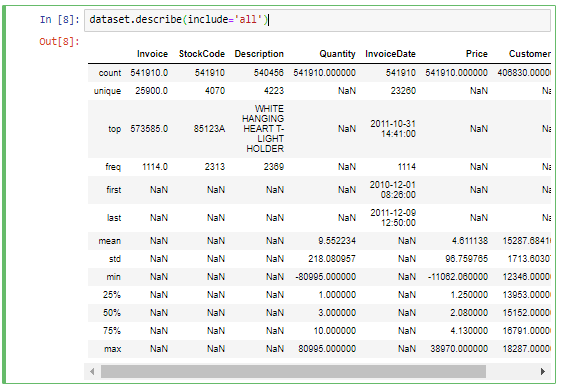 In [8]: dataset.describe(include='all')
Out[8]:
Invoice StockCode Description Quantity InvoiceDate Price Customer
count 541910.0 541910 540456 541910.000000 541910 541910.000000 406830.0000
unique 25900.0 4070 4223 NaN 23260 NaN Na
top 573585.0 85123A WHITE HANGING HEART T-LIGHT HOLDER NaN 2011-10-31 14:41:00 NaN Na
freq 1114.0 2313 2369 NaN 1114 NaN Na
first NaN NaN NaN NaN 2010-12-01 08:26:00 NaN Na
last NaN NaN NaN NaN 2011-12-09 12:50:00 NaN Na
mean NaN NaN NaN 9.552234 NaN 4.611138 15287.6841
std NaN NaN NaN 218.080957 NaN 96.759765 1713.6030
min NaN NaN NaN -80995.000000 NaN -11062.060000 12346.0000
25% NaN NaN NaN 1.000000 NaN 1.250000 13953.0000
50% NaN NaN NaN 3.000000 NaN 2.080000 15152.0000
75% NaN NaN NaN 10.000000 NaN 4.130000 16791.0000
max NaN NaN NaN 80995.000000 NaN 38970.000000 18287.0000